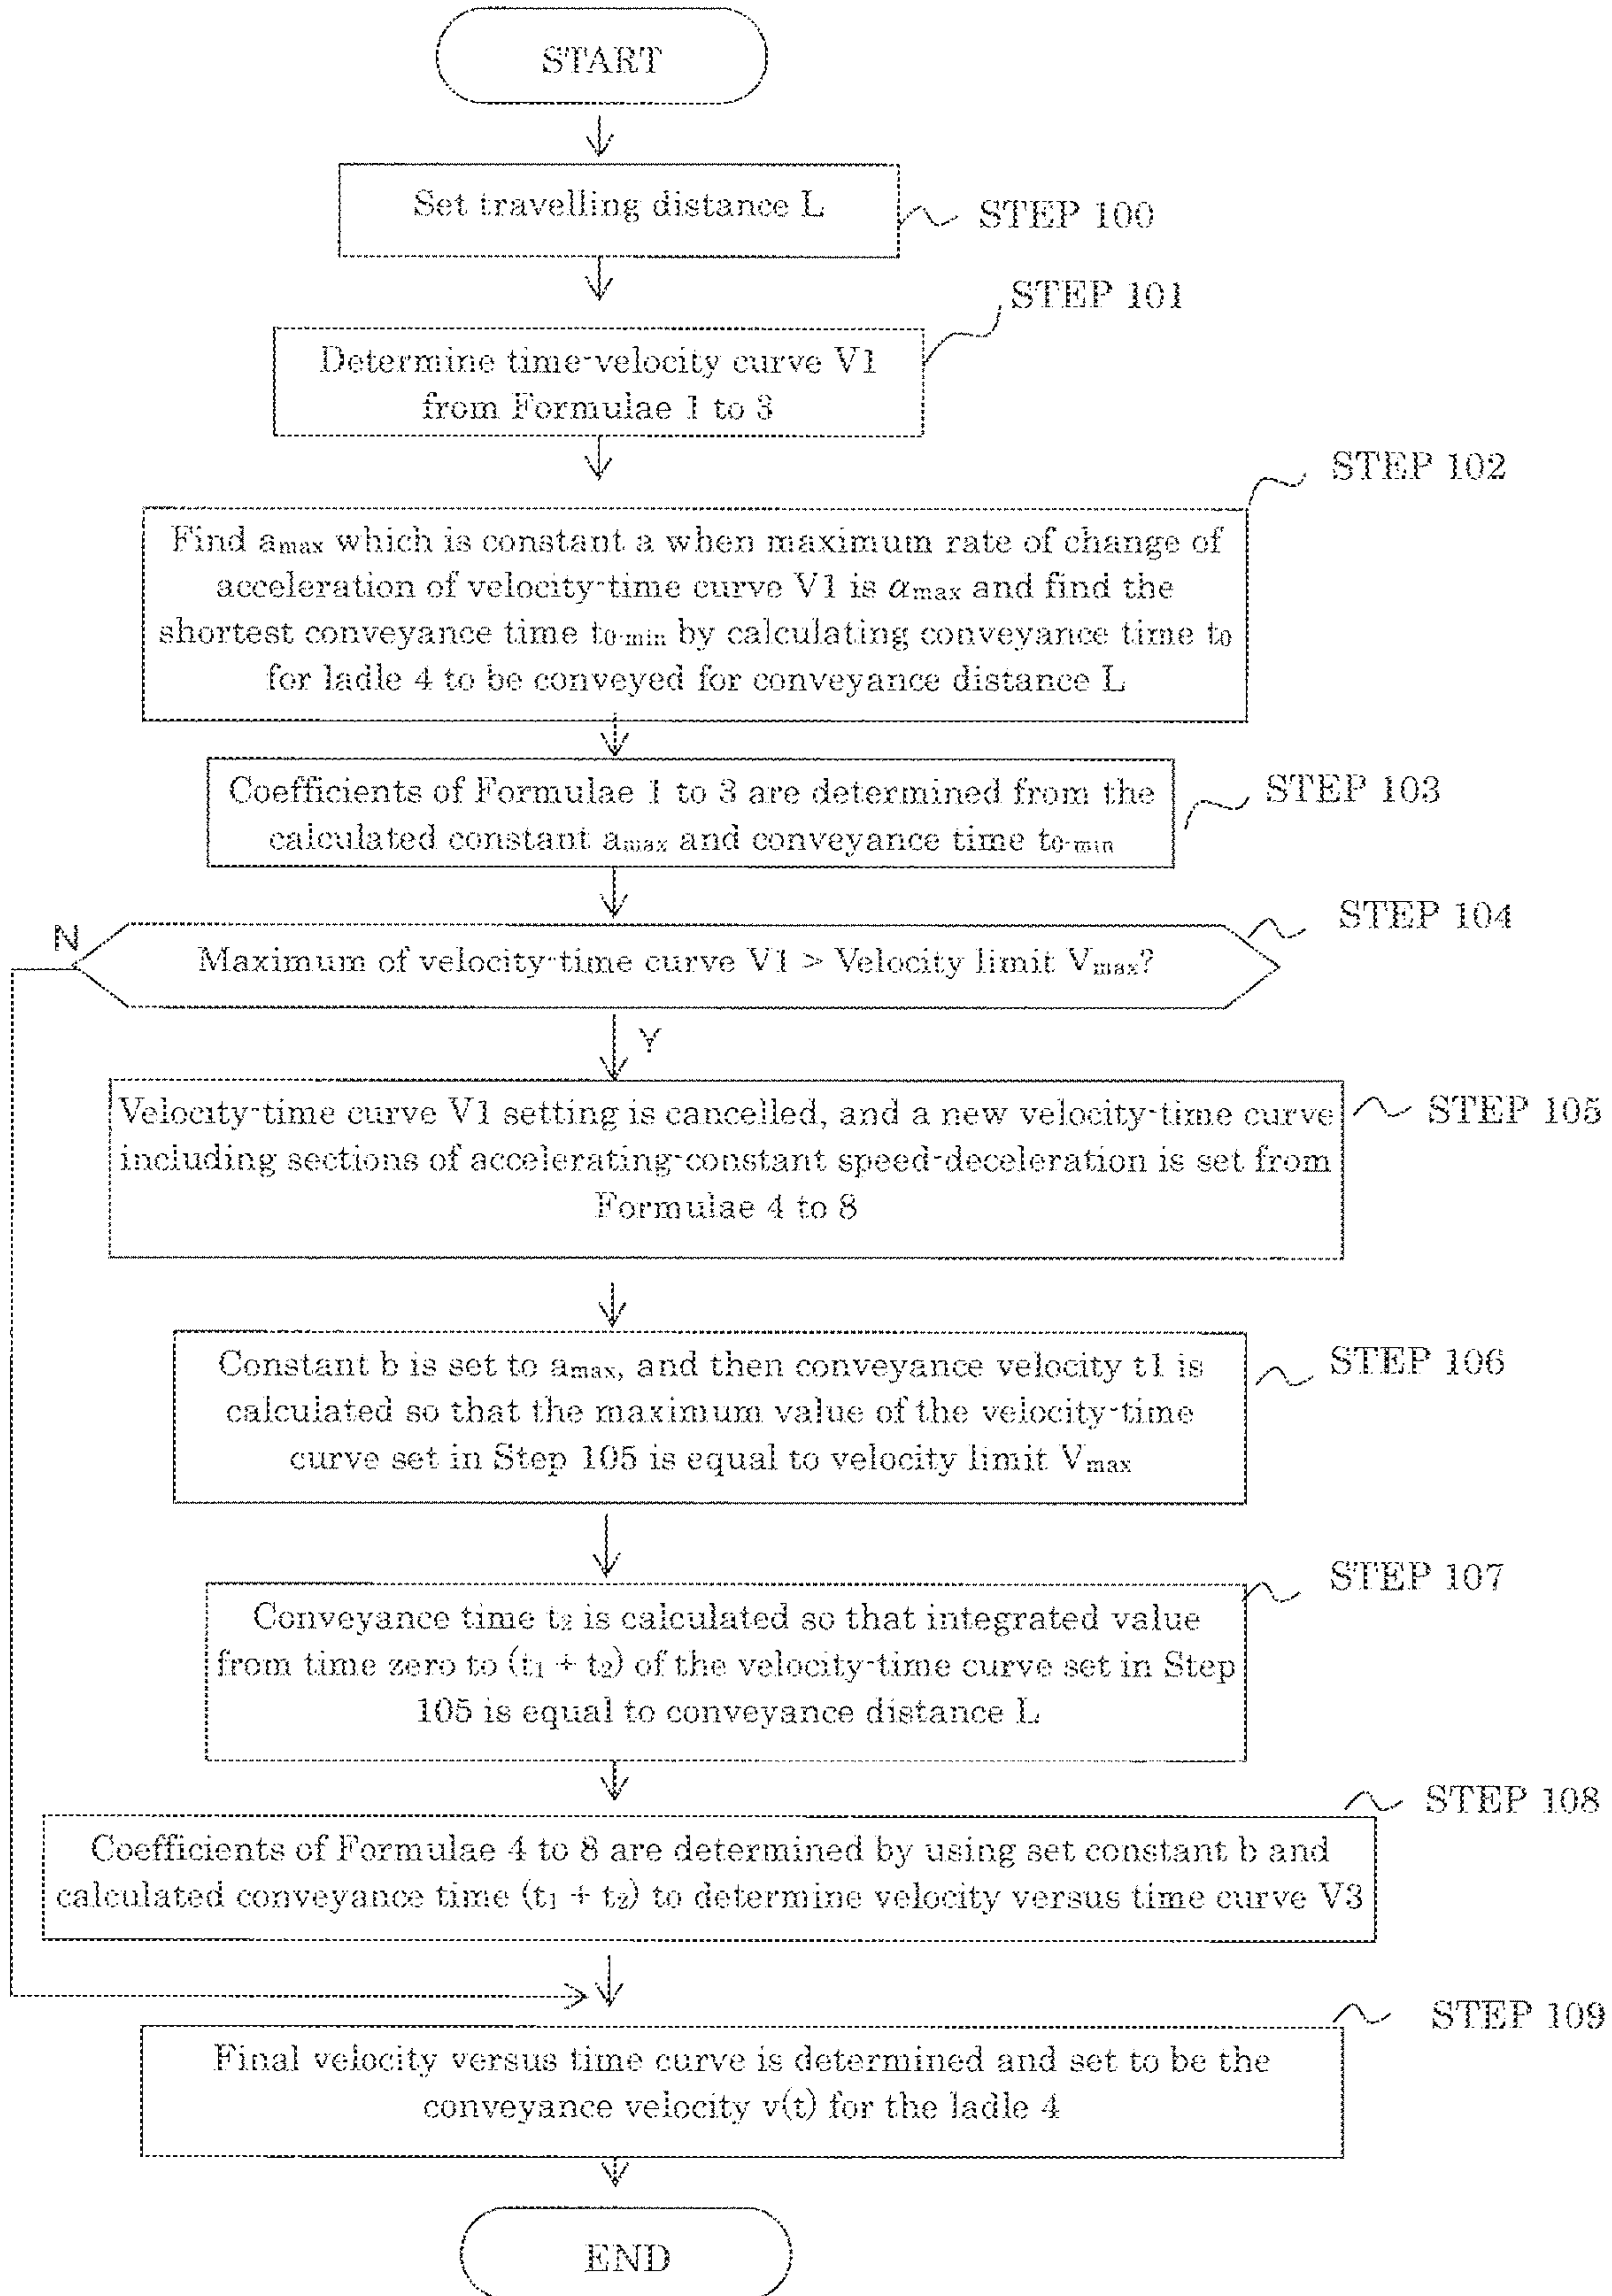 START
Set travelling distance L
STEP 100
STEP 101
Determine time-velocity curve V1
from Formulae 1 to 3
STEP 102
Find amax which is constant a when maximum rate of change of
acceleration of velocity-time curve V1 is αmax and find the
shortest conveyance time t0-min by calculating conveyance time t0
for ladle 4 to be conveyed for conveyance distance L
Coefficients of Formulae 1 to 3 are determined from the
calculated constant amax and conveyance time t0-min
STEP 103
STEP 104
N
Maximum of velocity-time curve V1 > Velocity limit Vmax?
Y
Velocity-time curve V1 setting is cancelled, and a new velocity-time curve
including sections of accelerating-constant speed-deceleration is set from
Formulae 4 to 8
STEP 105
Constant b is set to amax, and then conveyance velocity t1 is
calculated so that the maximum value of the velocity-time
curve set in Step 105 is equal to velocity limit Vmax
STEP 106
STEP 107
Conveyance time t2 is calculated so that integrated value
from time zero to (t1 + t2) of the velocity-time curve set in Step
105 is equal to conveyance distance L
STEP 108
Coefficients of Formulae 4 to 8 are determined by using set constant b and
calculated conveyance time (t1 + t2) to determine velocity versus time curve V3
STEP 109
Final velocity versus time curve is determined and set to be the
conveyance velocity v(t) for the ladle 4
END